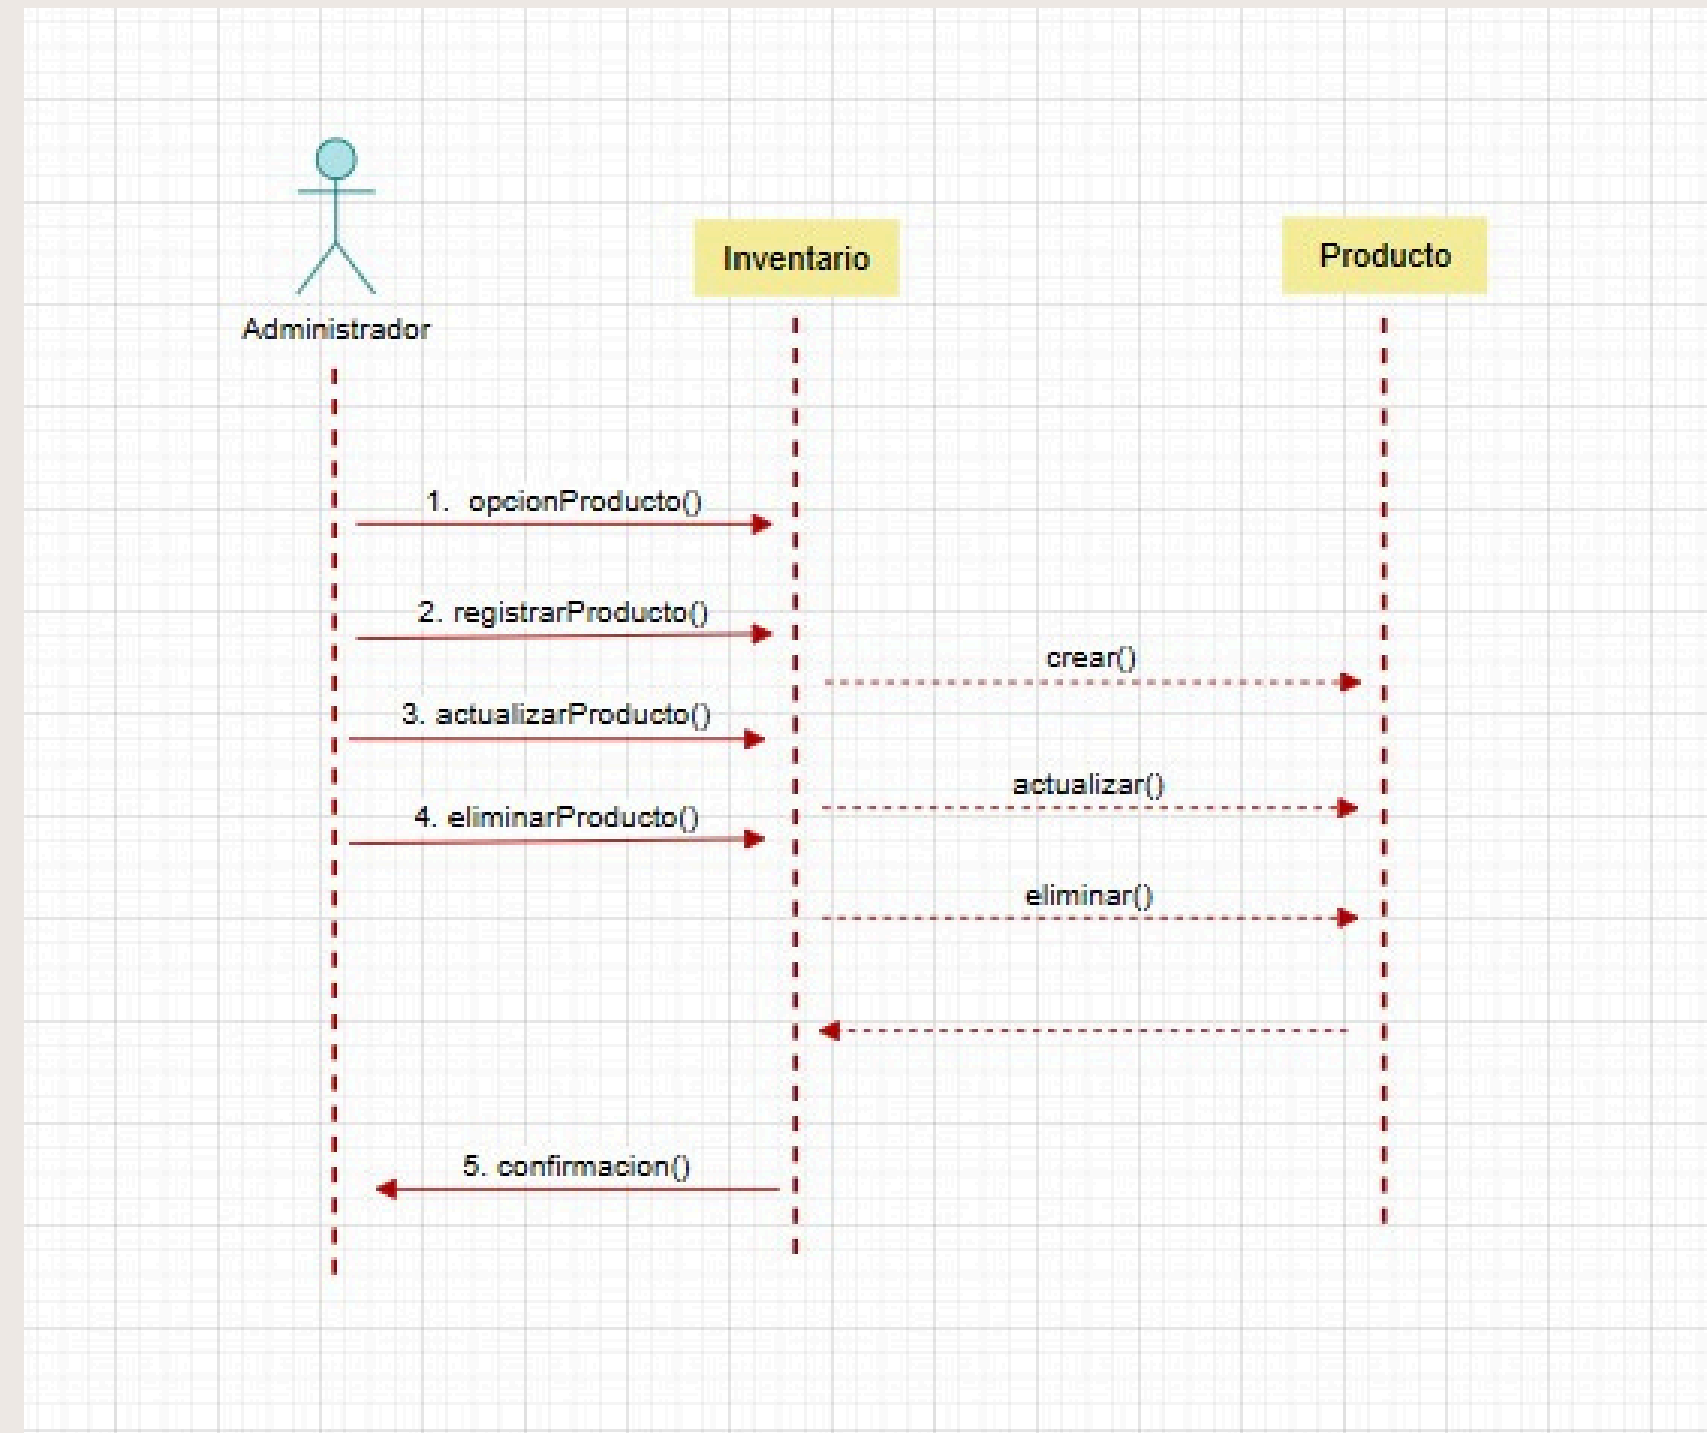 Inventario
Producto
Administrador
1. opcionProducto()
2. registrarProducto()
crear()
3. actualizarProducto()
actualizar()
4. eliminarProducto()
eliminar()
5. confirmacion()